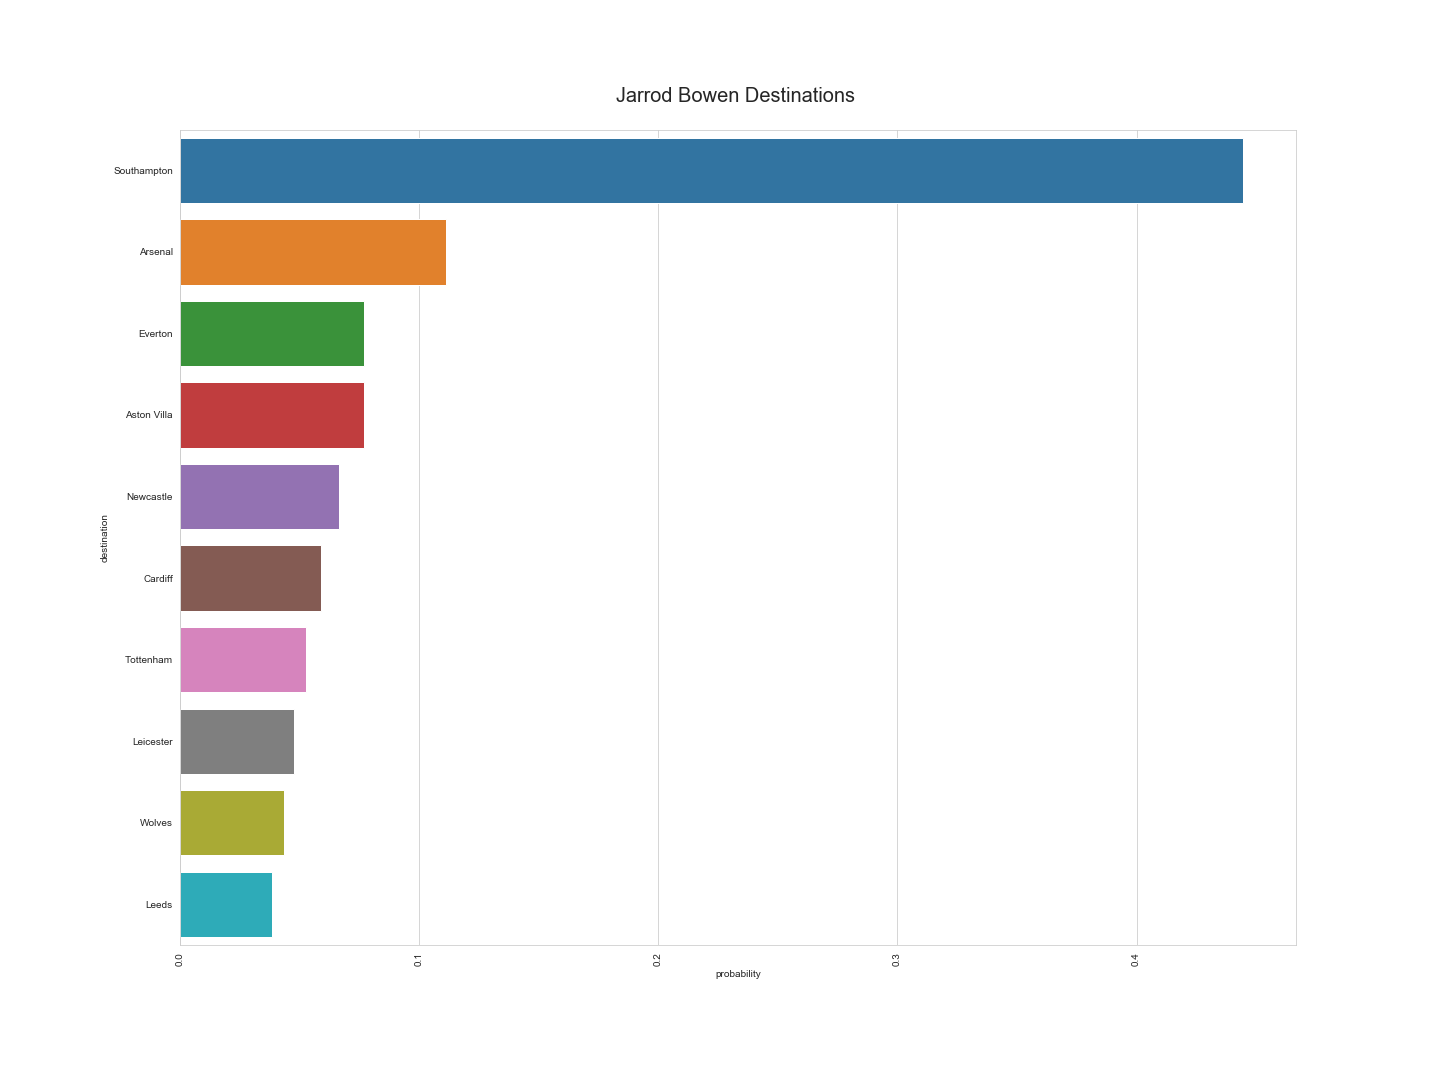 Jarrod Bowen Destinations
Southampton
Arsenal
Everton
Aston Villa
Newcastle
Cardiff
Tottenham
Leicester
Wolves
Leeds
destination
0.0 0.1 0.2 0.3 0.4
probability